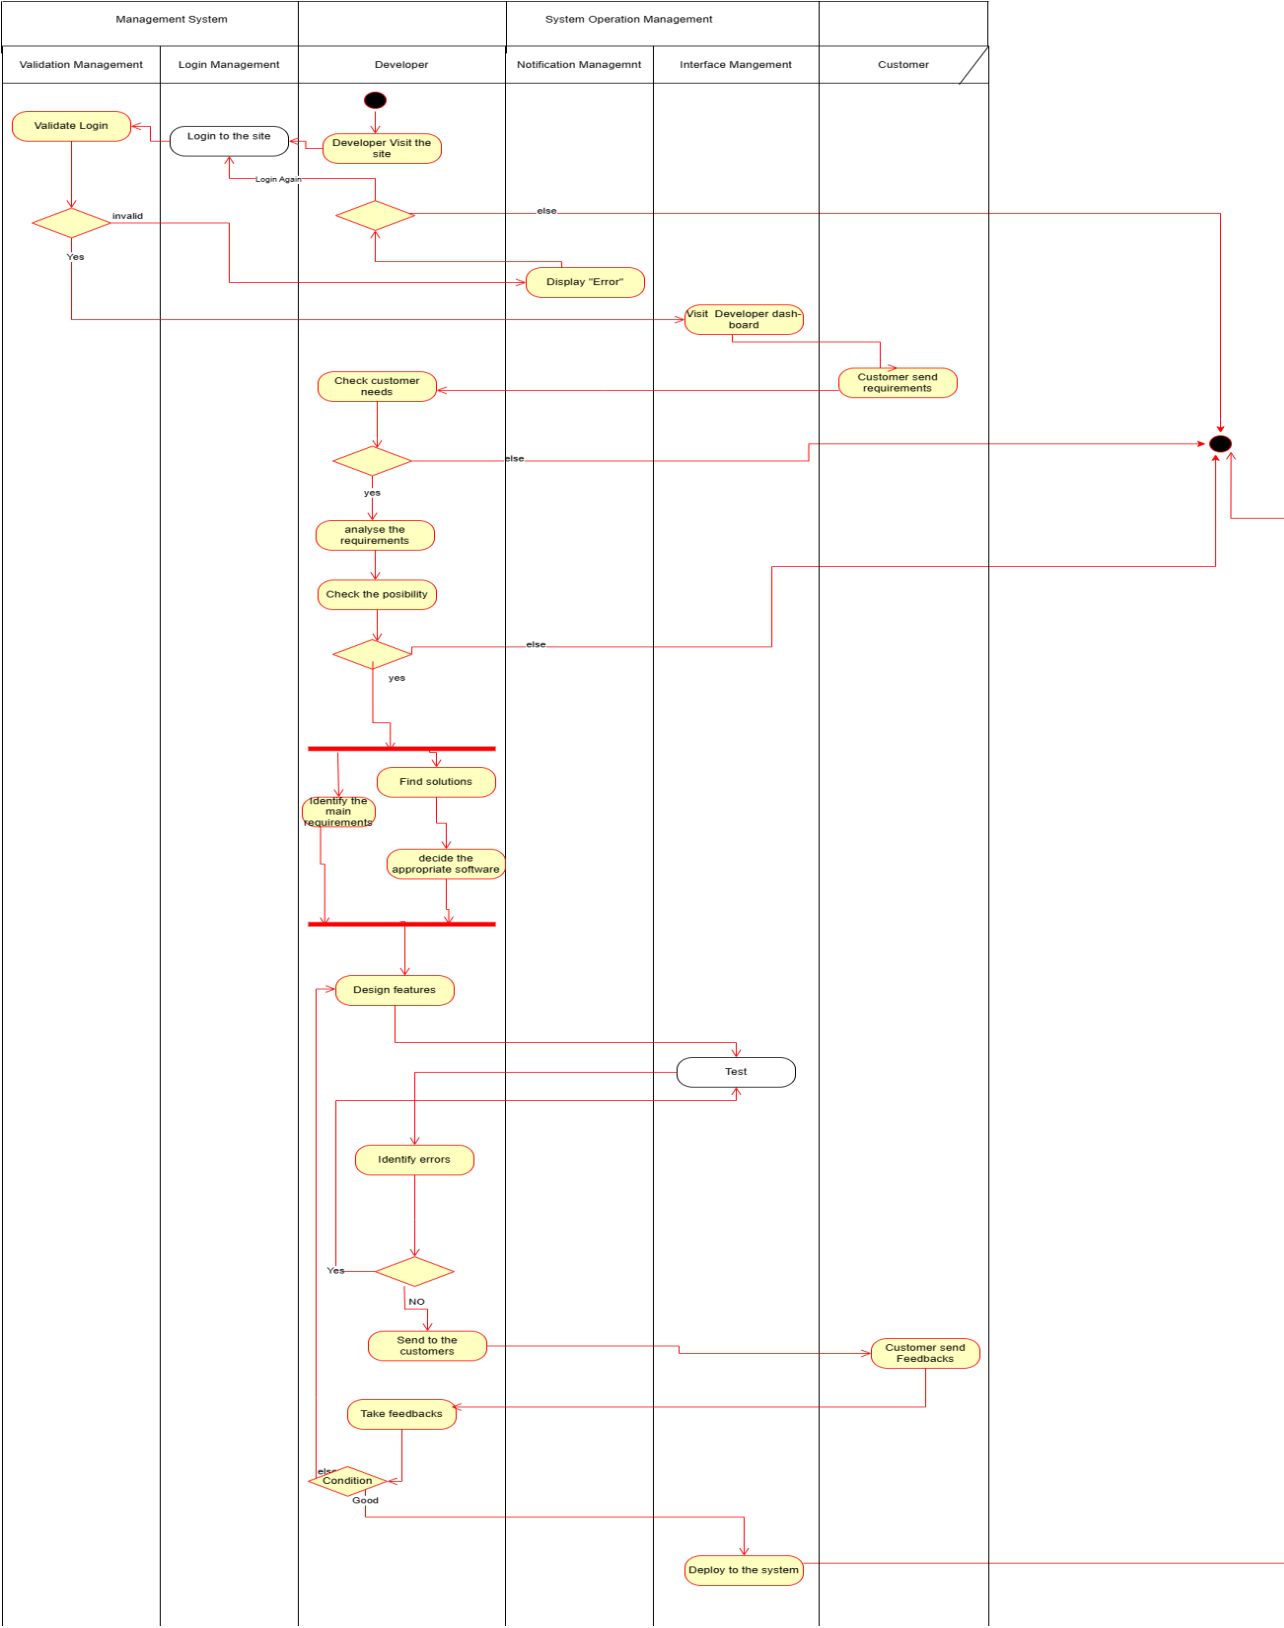 Management System
System Operation Management
Validation Management
Login Management
Developer
Notification Managemnt
Interface Mangement
Customer
Validate Login
Login to the site
Developer Visit the
site
Login Again
else
invalid
Yes
Display "Error"
Visit Developer dash-
board
Check customer
needs
Customer send
requirements
else
yes
analyse the
requirements
Check the posibility
else
yes
Find solutions
Identify the
main
requirements
decide the
appropriate software
Design features
Test
Identify errors
Yes
NO
Send to the
customers
Customer send
Feedbacks
Take feedbacks
else
Condition
Good
Deploy to the system